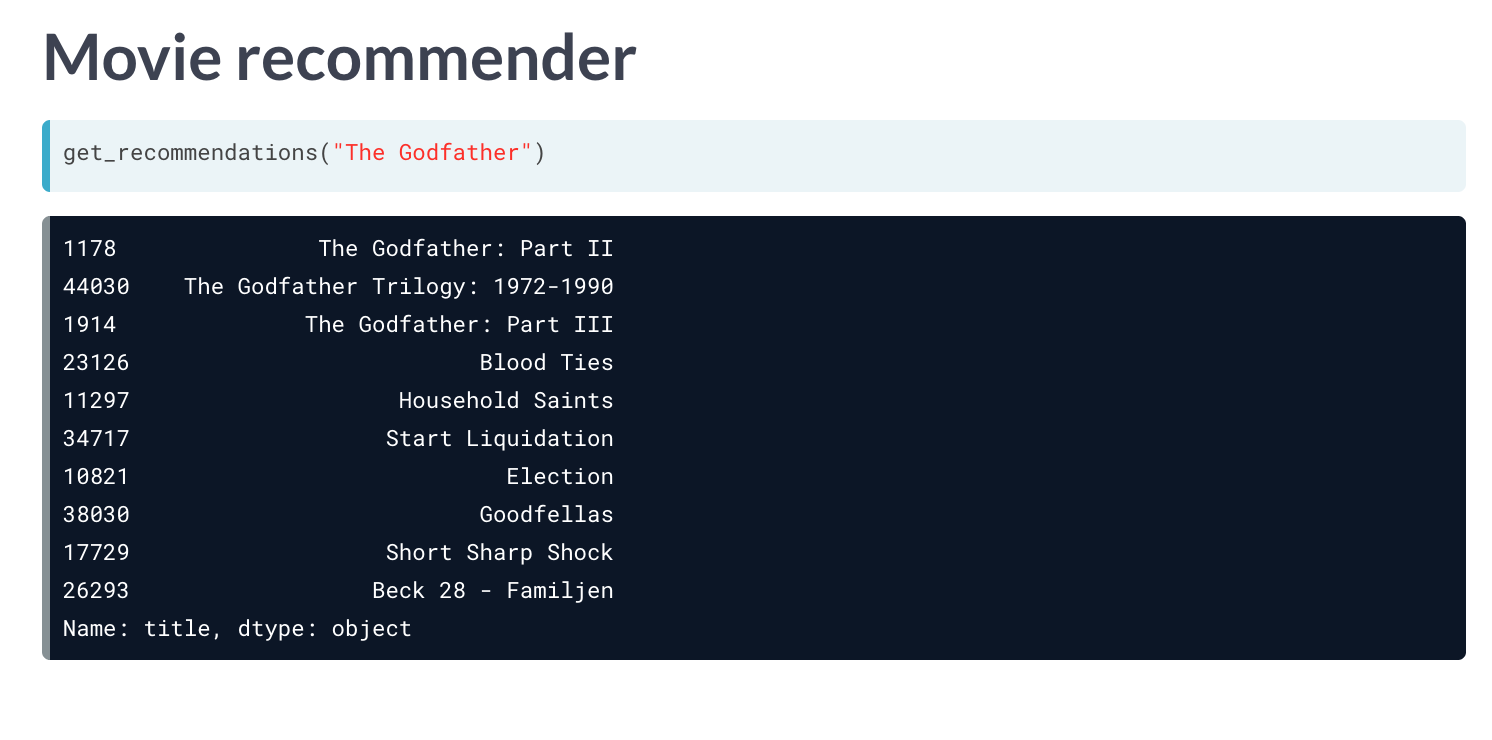 Movie recommender
get_recommendations("The Godfather")
1178               The Godfather: Part II
44030    The Godfather Trilogy: 1972-1990
1914              The Godfather: Part III
23126                          Blood Ties
11297                    Household Saints
34717                   Start Liquidation
10821                            Election
38030                          Goodfellas
17729                   Short Sharp Shock
26293                  Beck 28 - Familjen
Name: title, dtype: object